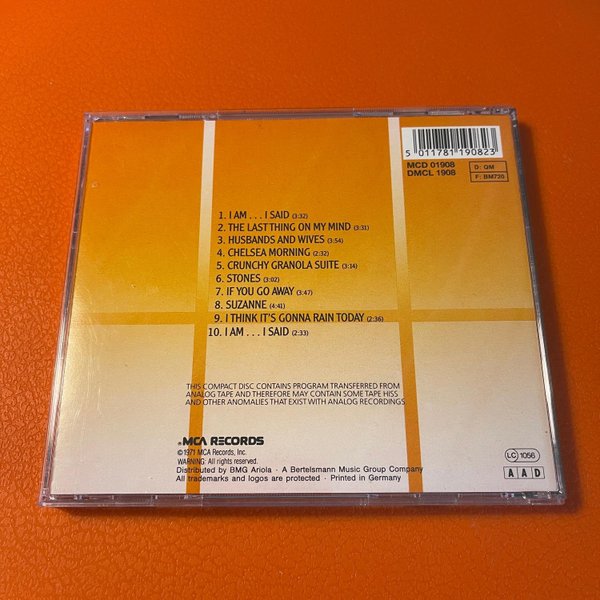 5 011781 190823
MCD 01908
DMCL 1908
D: QM
F: BM720
1. I AM . . . I SAID (3:32)
2. THE LAST THING ON MY MIND (3:31)
3. HUSBANDS AND WIVES (3:54)
4. CHELSEA MORNING (2:32)
5. CRUNCHY GRANOLA SUITE (3:14)
6. STONES (3:02)
7. IF YOU GO AWAY (3:47)
8. SUZANNE (4:41)
9. I THINK IT'S GONNA RAIN TODAY (2:36)
10. I AM . . . I SAID (2:33)
THIS COMPACT DISC CONTAINS PROGRAM TRANSFERRED FROM
ANALOG TAPE AND THEREFORE MAY CONTAIN SOME TAPE HISS
AND OTHER ANOMALIES THAT EXIST WITH ANALOG RECORDINGS
MCA RECORDS
©1971 MCA Records, Inc.
WARNING: All rights reserved.
Distributed by BMG Ariola · A Bertelsmann Music Group Company
All trademarks and logos are protected · Printed in Germany
LC 1056
A A D